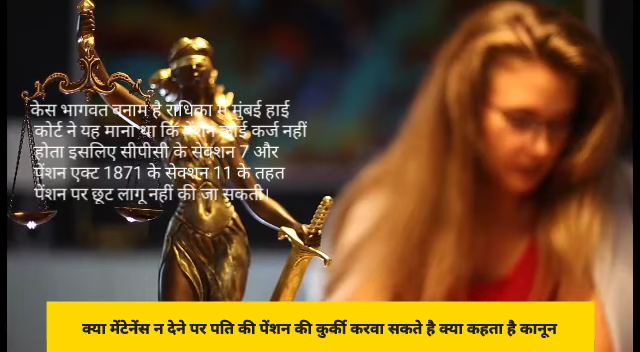 केस भागवत बनाम है राधिका में मुंबई हाई
कोर्ट ने यह माना था कि पेंशन कोई कर्ज नहीं
होता इसलिए सीपीसी के सेक्शन 7 और
पेंशन एक्ट 1871 के सेक्शन 11 के तहत
पेंशन पर छूट लागू नहीं की जा सकती।
क्या मेंटेनेंस न देने पर पति की पेंशन की कुर्की करवा सकते है क्या कहता है कानून